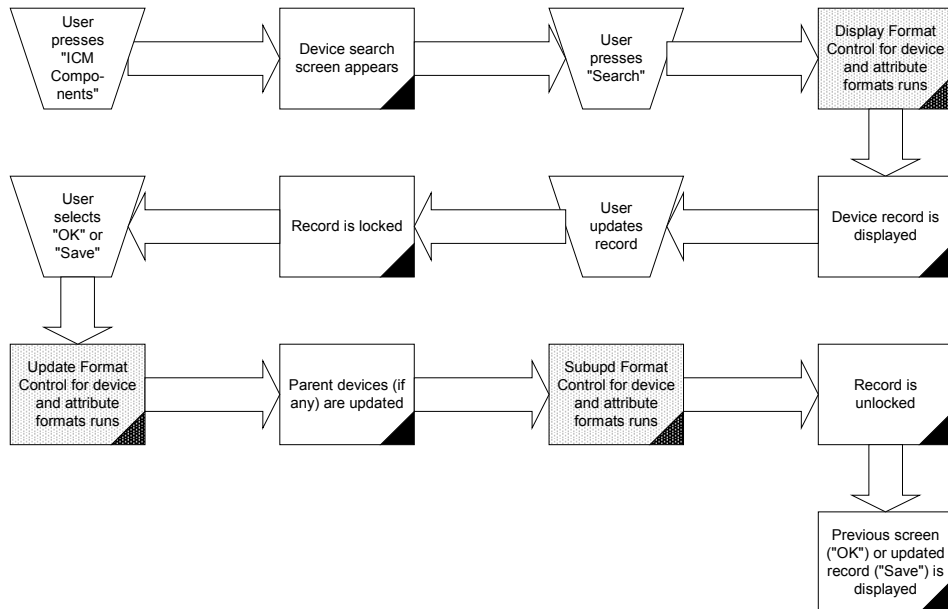 User
presses
"ICM
Compo-
nents"
Device search
screen appears
User
presses
"Search"
Display Format
Control for device
and attribute
formats runs
User
selects
"OK" or
"Save"
Record is locked
User
updates
record
Device record is
displayed
Update Format
Control for device
and attribute
formats runs
Parent devices (if
any) are updated
Subupd Format
Control for device
and attribute
formats runs
Record is
unlocked
Previous screen
("OK") or updated
record ("Save") is
displayed